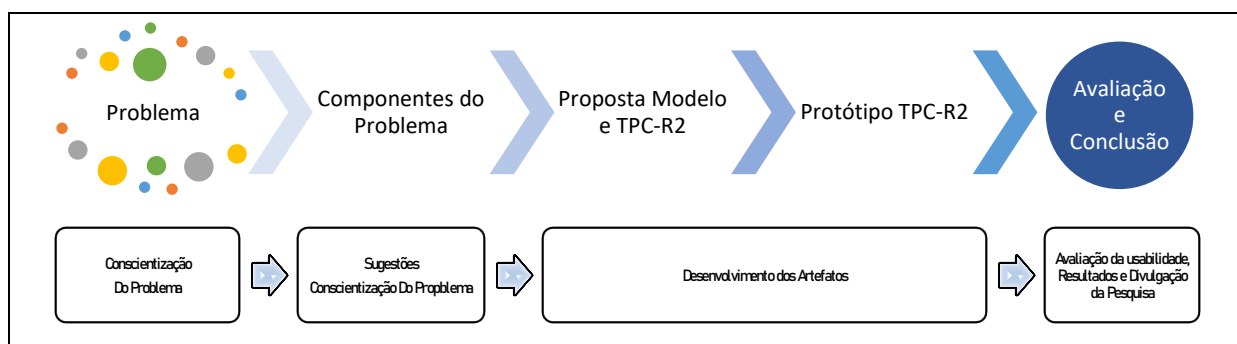 Problema
Componentes do
Problema
Proposta Modelo
e TPC-R2
Protótipo TPC-R2
Avaliação
e
Conclusão
Conscientização
Do Problema
Sugestões
Conscientização Do Propblema
Desenvolvimento dos Artefatos
Avaliação da usabilidade,
Resultados e Divulgação
da Pesquisa